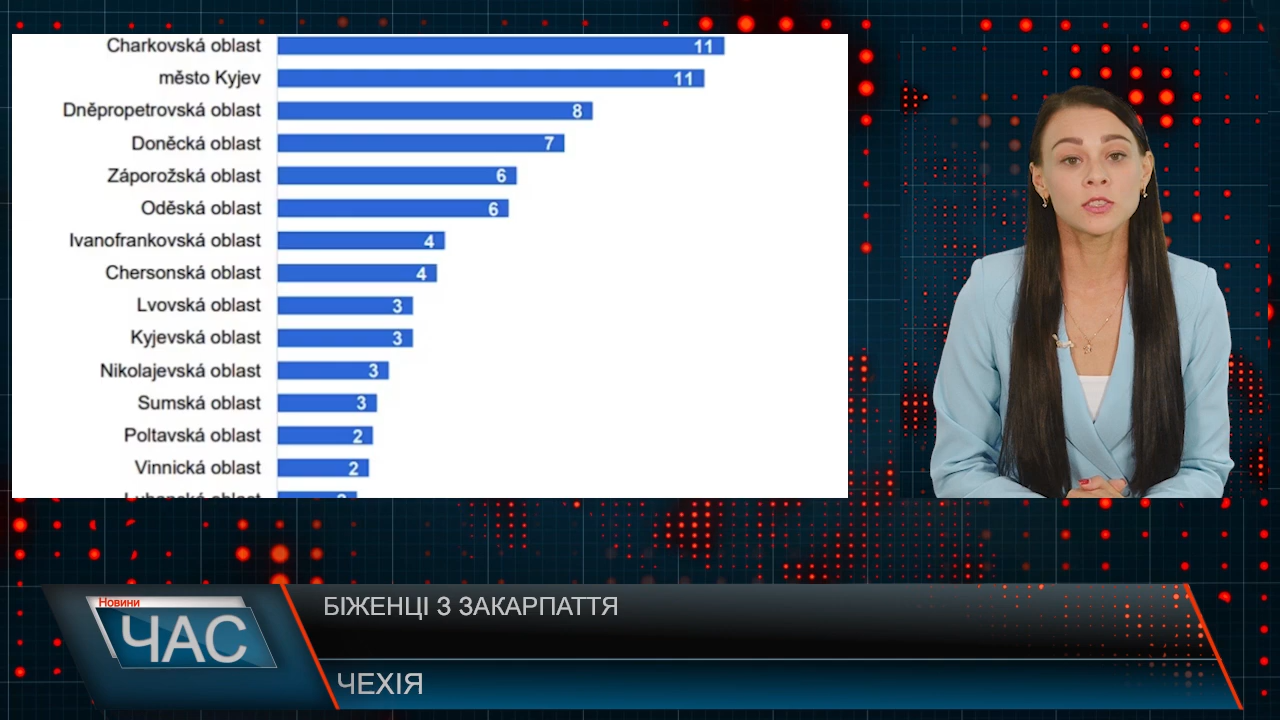 Charkovská oblast 11
město Kyjev 11
Dněpropetrovská oblast 8
Doněcká oblast 7
Záporožská oblast 6
Oděská oblast 6
Ivanofrankovská oblast 4
Chersonská oblast 4
Lvovská oblast 3
Kyjevská oblast 3
Nikolajevská oblast 3
Sumská oblast 3
Poltavská oblast 2
Vinnická oblast 2
БІЖЕНЦІ З ЗАКАРПАТТЯ
Новини
ЧАС
ЧЕХІЯ